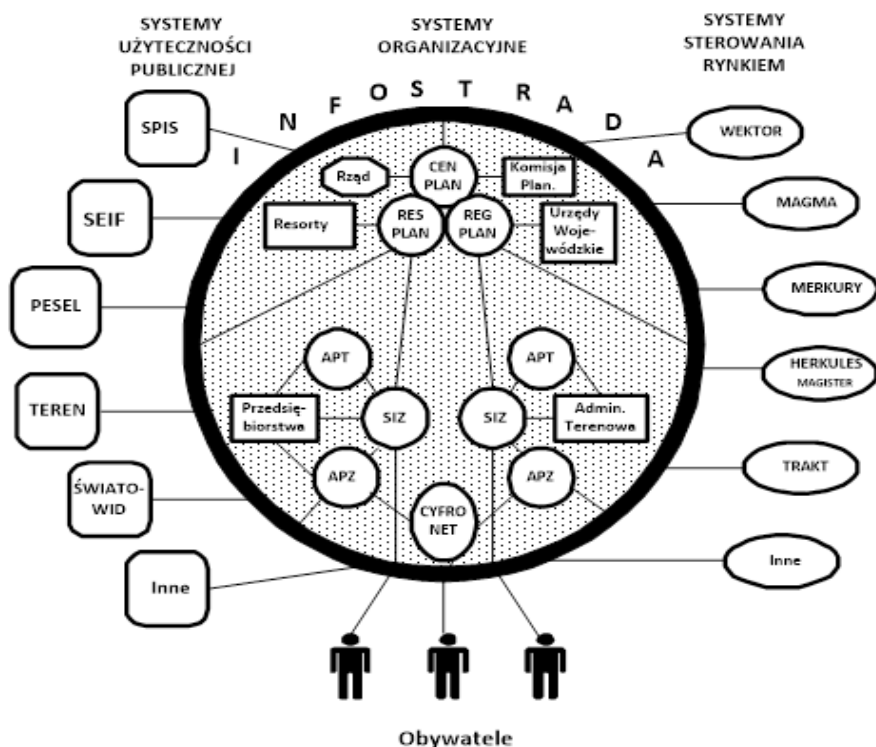 SYSTEMY
UŻYTECZNOŚCI
PUBLICZNEJ
SYSTEMY
ORGANIZACYJNE
SYSTEMY
STEROWANIA
RYNKIEM
I N F O S T R A D A
SPIS
SEIF
PESEL
TEREN
ŚWIATO-
WID
Inne
Rząd
CEN
PLAN
Komisja
Plan.
Resorty
RES
PLAN
REG
PLAN
Urzędy
Woje-
wódzkie
APT
APT
Przedsię-
biorstwa
SIZ
SIZ
Admin.
Terenowa
APZ
CYFRO
NET
APZ
WEKTOR
MAGMA
MERKURY
HERKULES
MAGISTER
TRAKT
Inne
Obywatele